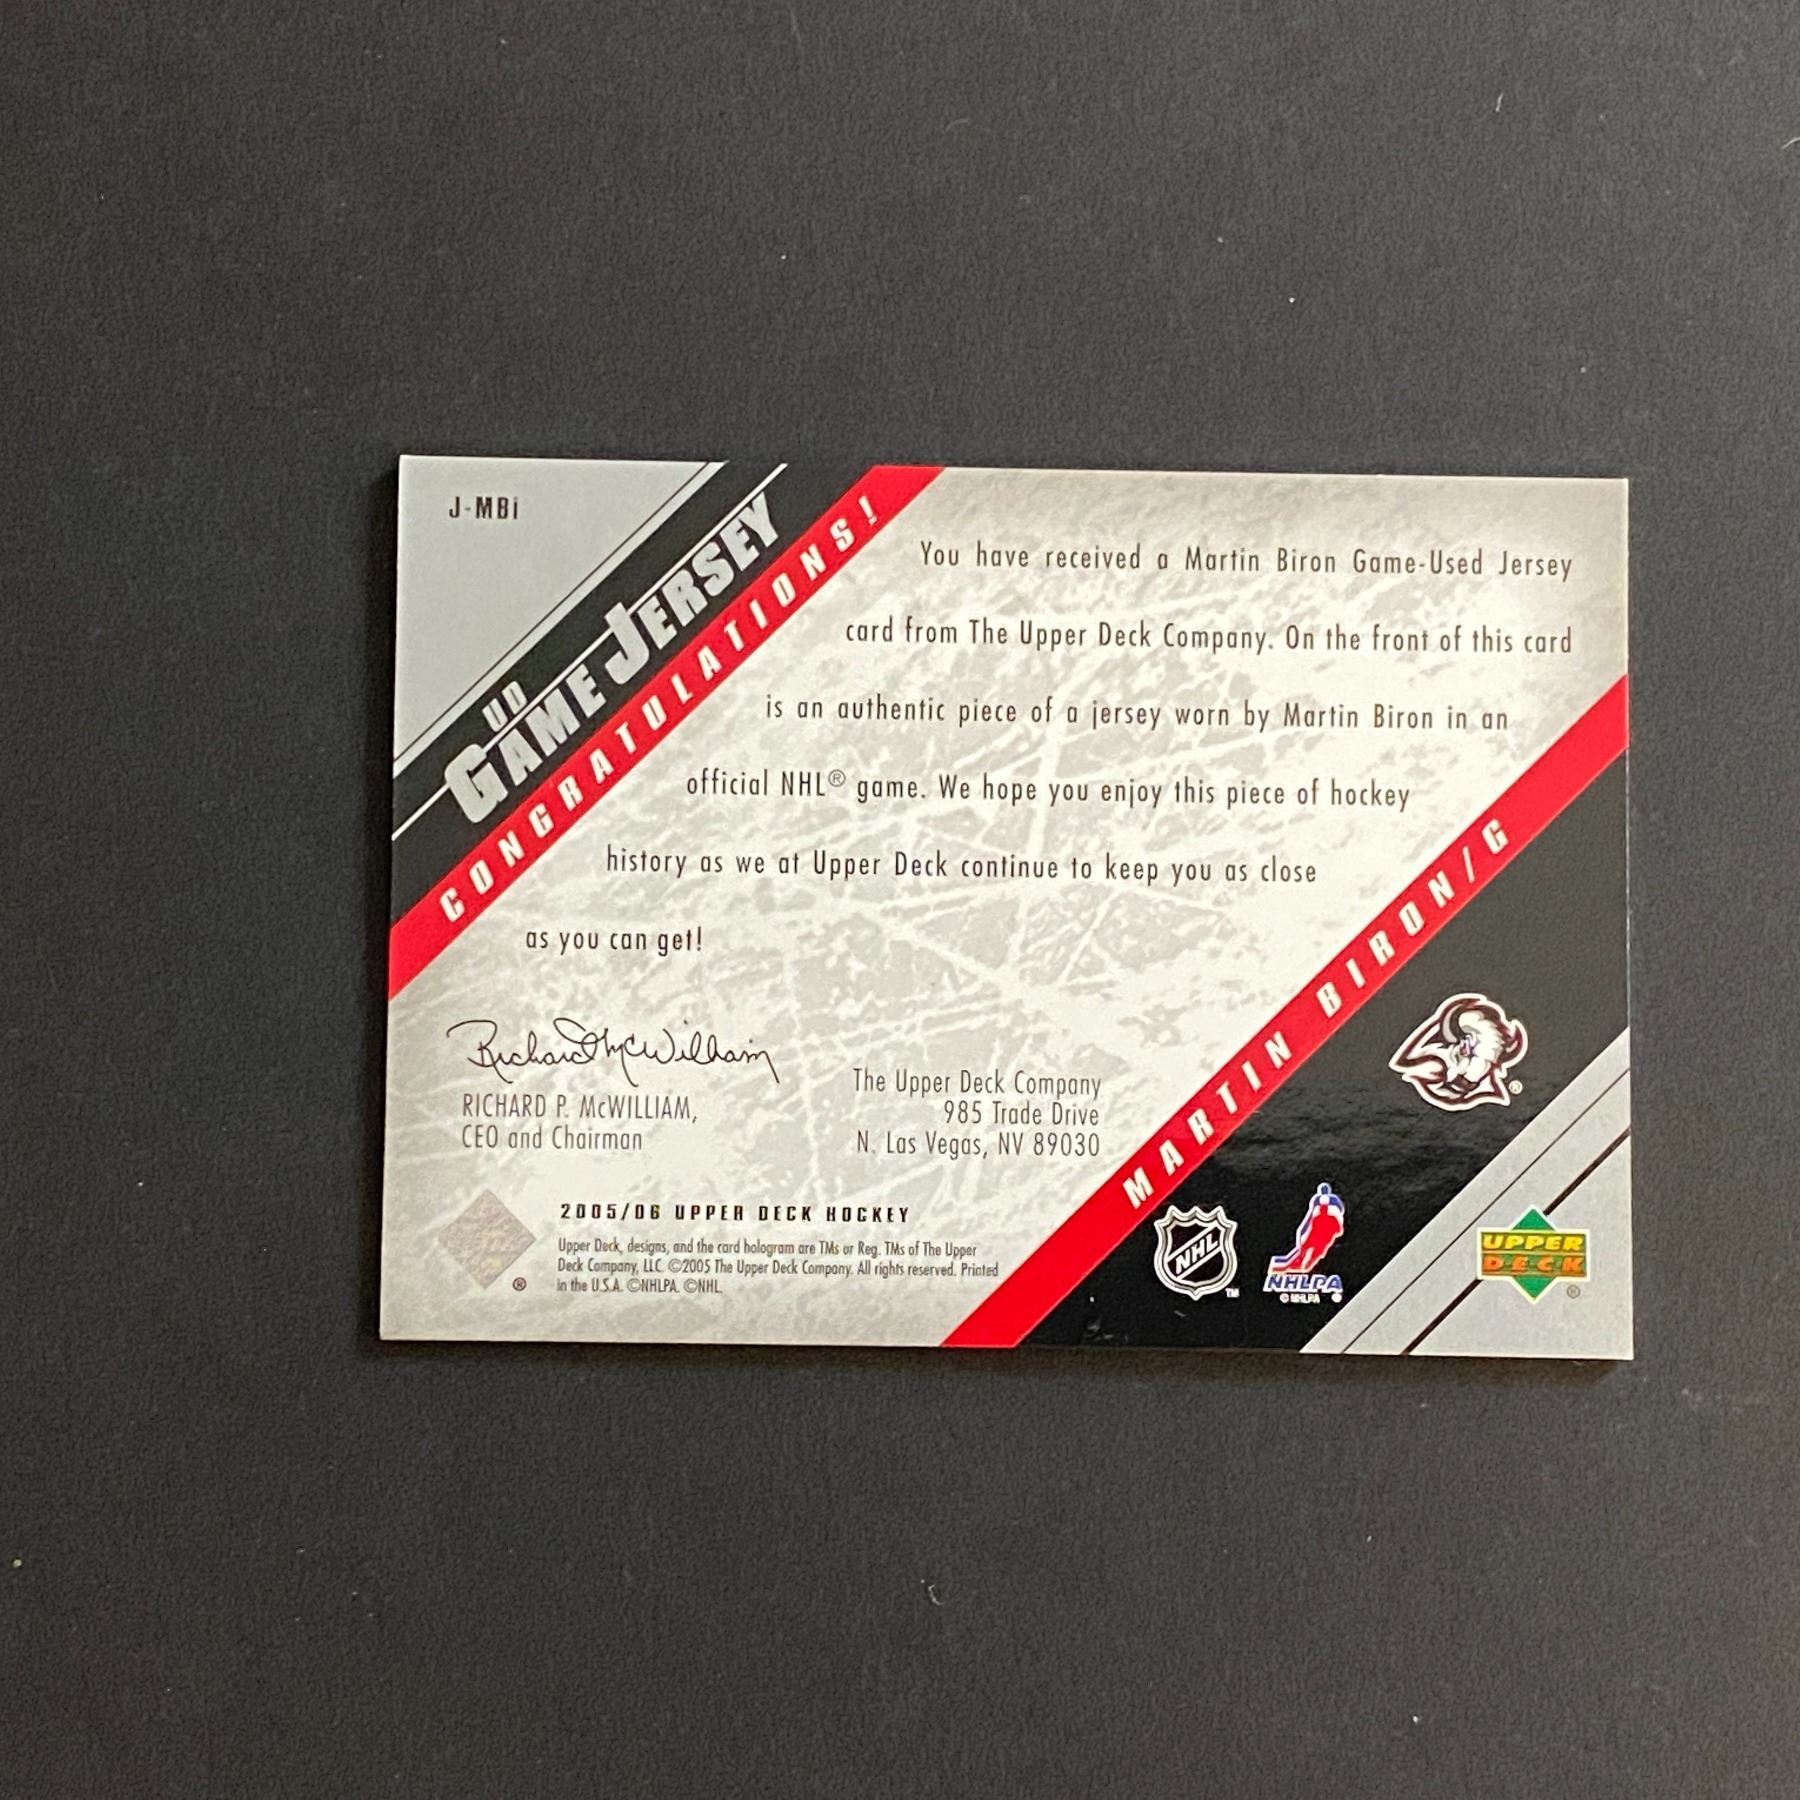 J-MBi
UD
GAME JERSEY
CONGRATULATIONS!
You have received a Martin Biron Game-Used Jersey
card from The Upper Deck Company. On the front of this card
is an authentic piece of a jersey worn by Martin Biron in an
official NHL® game. We hope you enjoy this piece of hockey
history as we at Upper Deck continue to keep you as close
as you can get!
Richard P. McWilliam
RICHARD P. McWILLIAM,
CEO and Chairman
The Upper Deck Company
985 Trade Drive
N. Las Vegas, NV 89030
MARTIN BIRON/G
®
2005/06 UPPER DECK HOCKEY
Upper Deck, designs, and the card hologram are TMs or Reg. TMs of The Upper
Deck Company, LLC. ©2005 The Upper Deck Company. All rights reserved. Printed
in the U.S.A. ©NHLPA. ©NHL.
®
NHL
TM
NHLPA
© NHLPA ®
UPPER
DECK
®